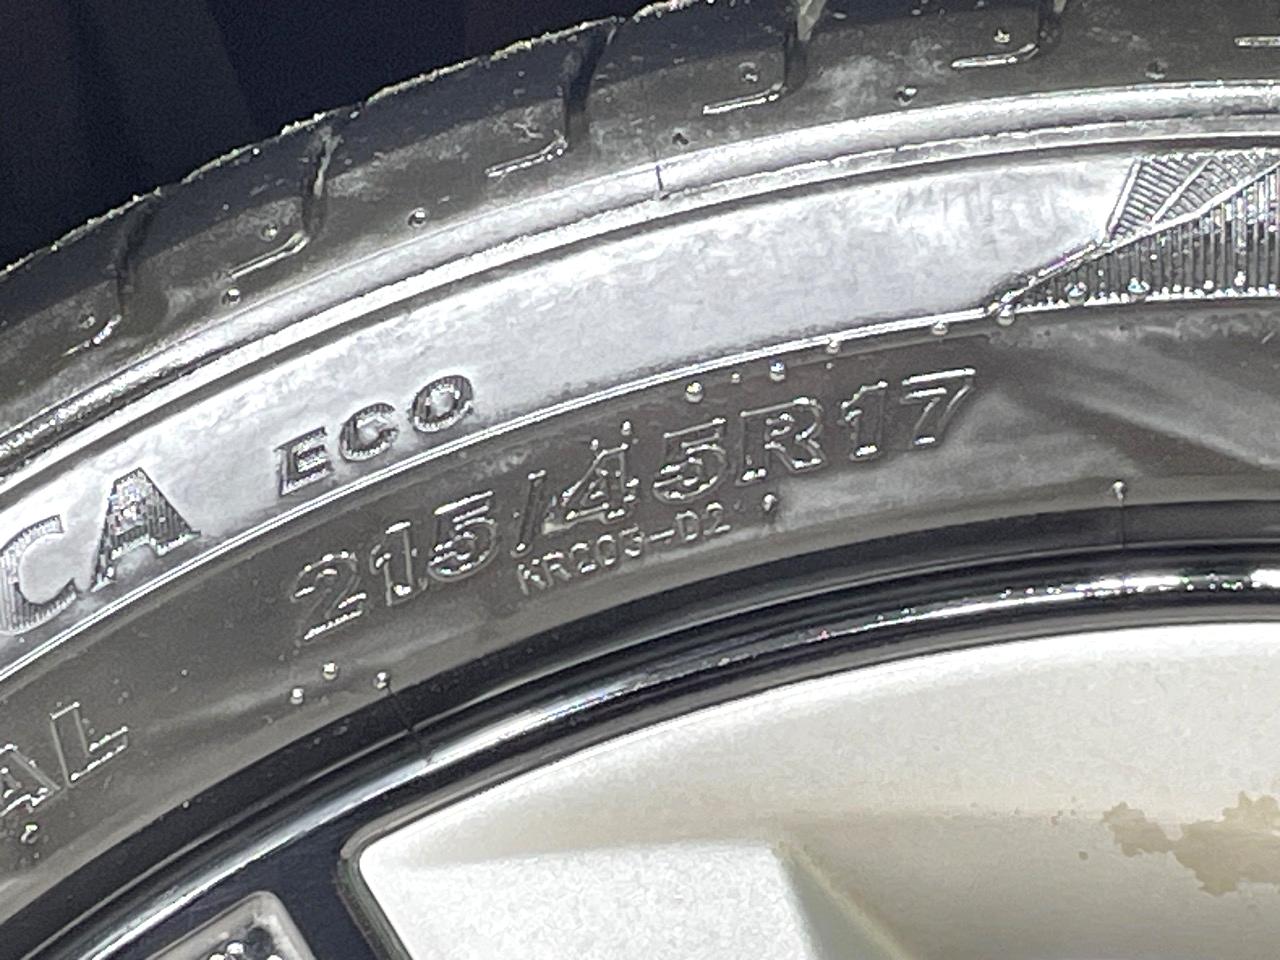 CA ECO
215/45R17
KR203-D2
AL